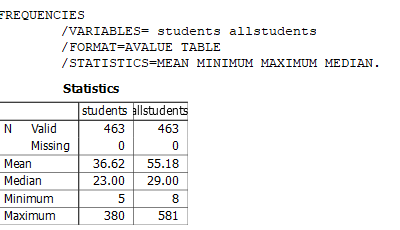 FREQUENCIES
/VARIABLES= students allstudents
/FORMAT=AVALUE TABLE
/STATISTICS=MEAN MINIMUM MAXIMUM MEDIAN.
Statistics
students allstudents
N Valid 463 463
Missing 0 0
Mean 36.62 55.18
Median 23.00 29.00
Minimum 5 8
Maximum 380 581